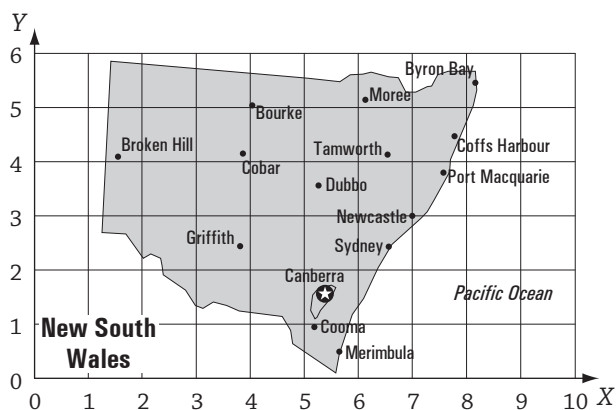 Y
6
Byron Bay
5
Moree
Bourke
Coffs Harbour
Broken Hill
Tamworth
4
Cobar
Port Macquarie
Dubbo
3
Newcastle
Griffith
Sydney
2
Canberra
Pacific Ocean
1
New South
Wales
Cooma
Merimbula
0
0 1 2 3 4 5 6 7 8 9 10 X